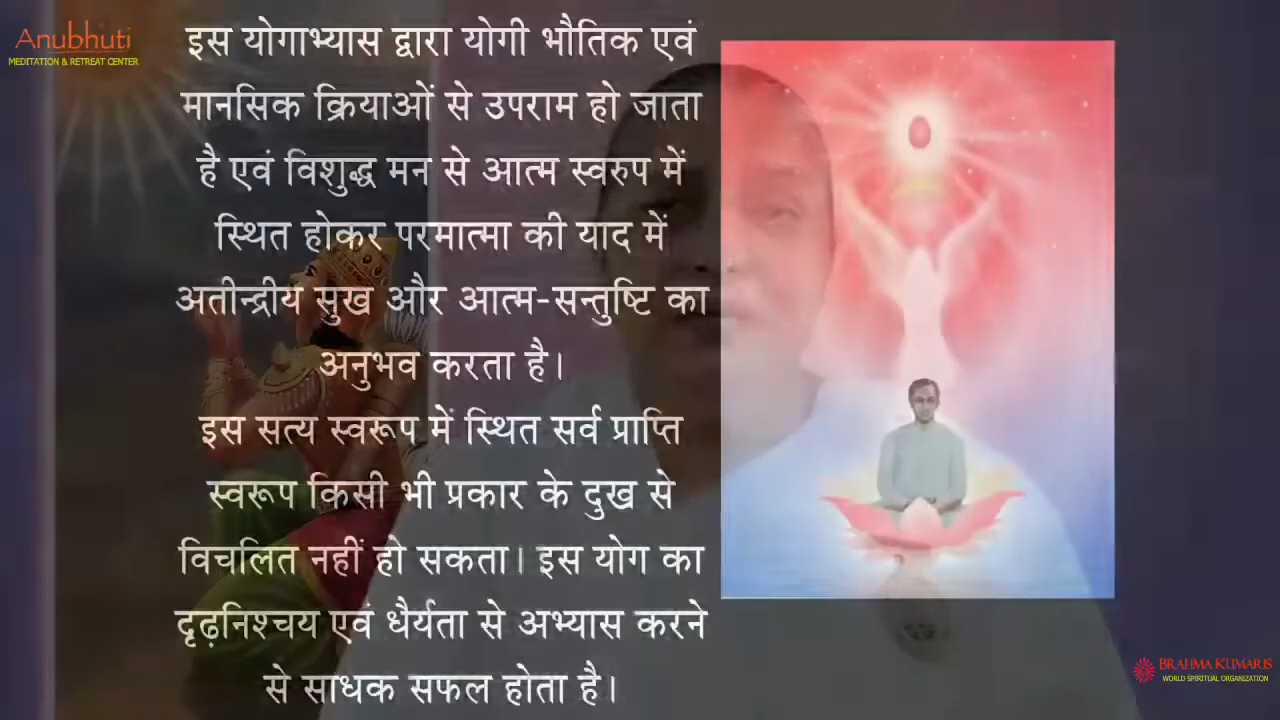 Anubhuti
MEDITATION & RETREAT CENTER
इस योगाभ्यास द्वारा योगी भौतिक एवं
मानसिक क्रियाओं से उपराम हो जाता
है एवं विशुद्ध मन से आत्म स्वरुप में
स्थित होकर परमात्मा की याद में
अतीन्द्रीय सुख और आत्म-सन्तुष्टि का
अनुभव करता है।
इस सत्य स्वरूप में स्थित सर्व प्राप्ति
स्वरूप किसी भी प्रकार के दुख से
विचलित नहीं हो सकता। इस योग का
दृढ़निश्चय एवं धैर्यता से अभ्यास करने
से साधक सफल होता है।
BRAHMA KUMARIS
WORLD SPIRITUAL ORGANIZATION